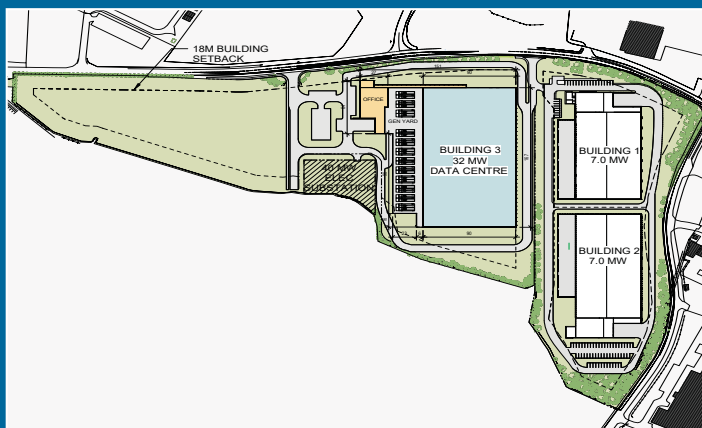 18M BUILDING
SETBACK
OFFICE
GEN YARD
BUILDING 3
32 MW
DATA CENTRE
40 MW
ELEC
SUBSTATION
BUILDING 1
7.0 MW
BUILDING 2
7.0 MW